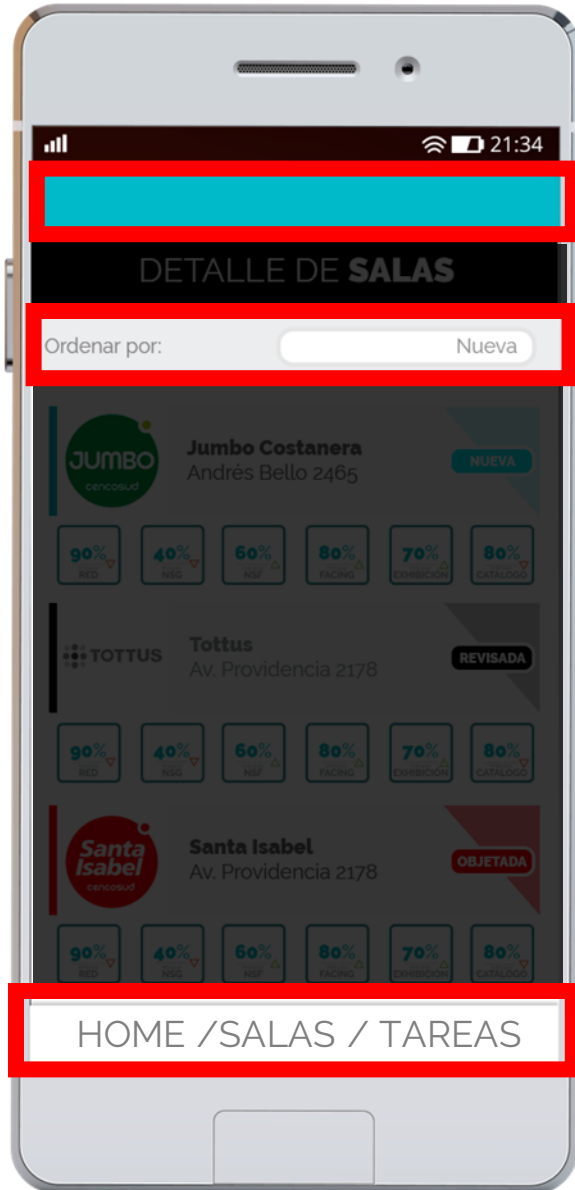 21:34
DETALLE DE SALAS
Ordenar por: Nueva
JUMBO
cencosud
Jumbo Costanera
Andrés Bello 2465
NUEVA
90% 40% 60% 80% 70% 80%
RED NSG NSF FACING EXHIBICIÓN CATALOGO
TOTTUS
Tottus
Av. Providencia 2178
REVISADA
90% 40% 60% 80% 70% 80%
RED NSG NSF FACING EXHIBICIÓN CATALOGO
Santa
Isabel
cencosud
Santa Isabel
Av. Providencia 2178
OBJETADA
90% 40% 60% 80% 70% 80%
RED NSG NSF FACING EXHIBICIÓN CATALOGO
HOME /SALAS / TAREAS